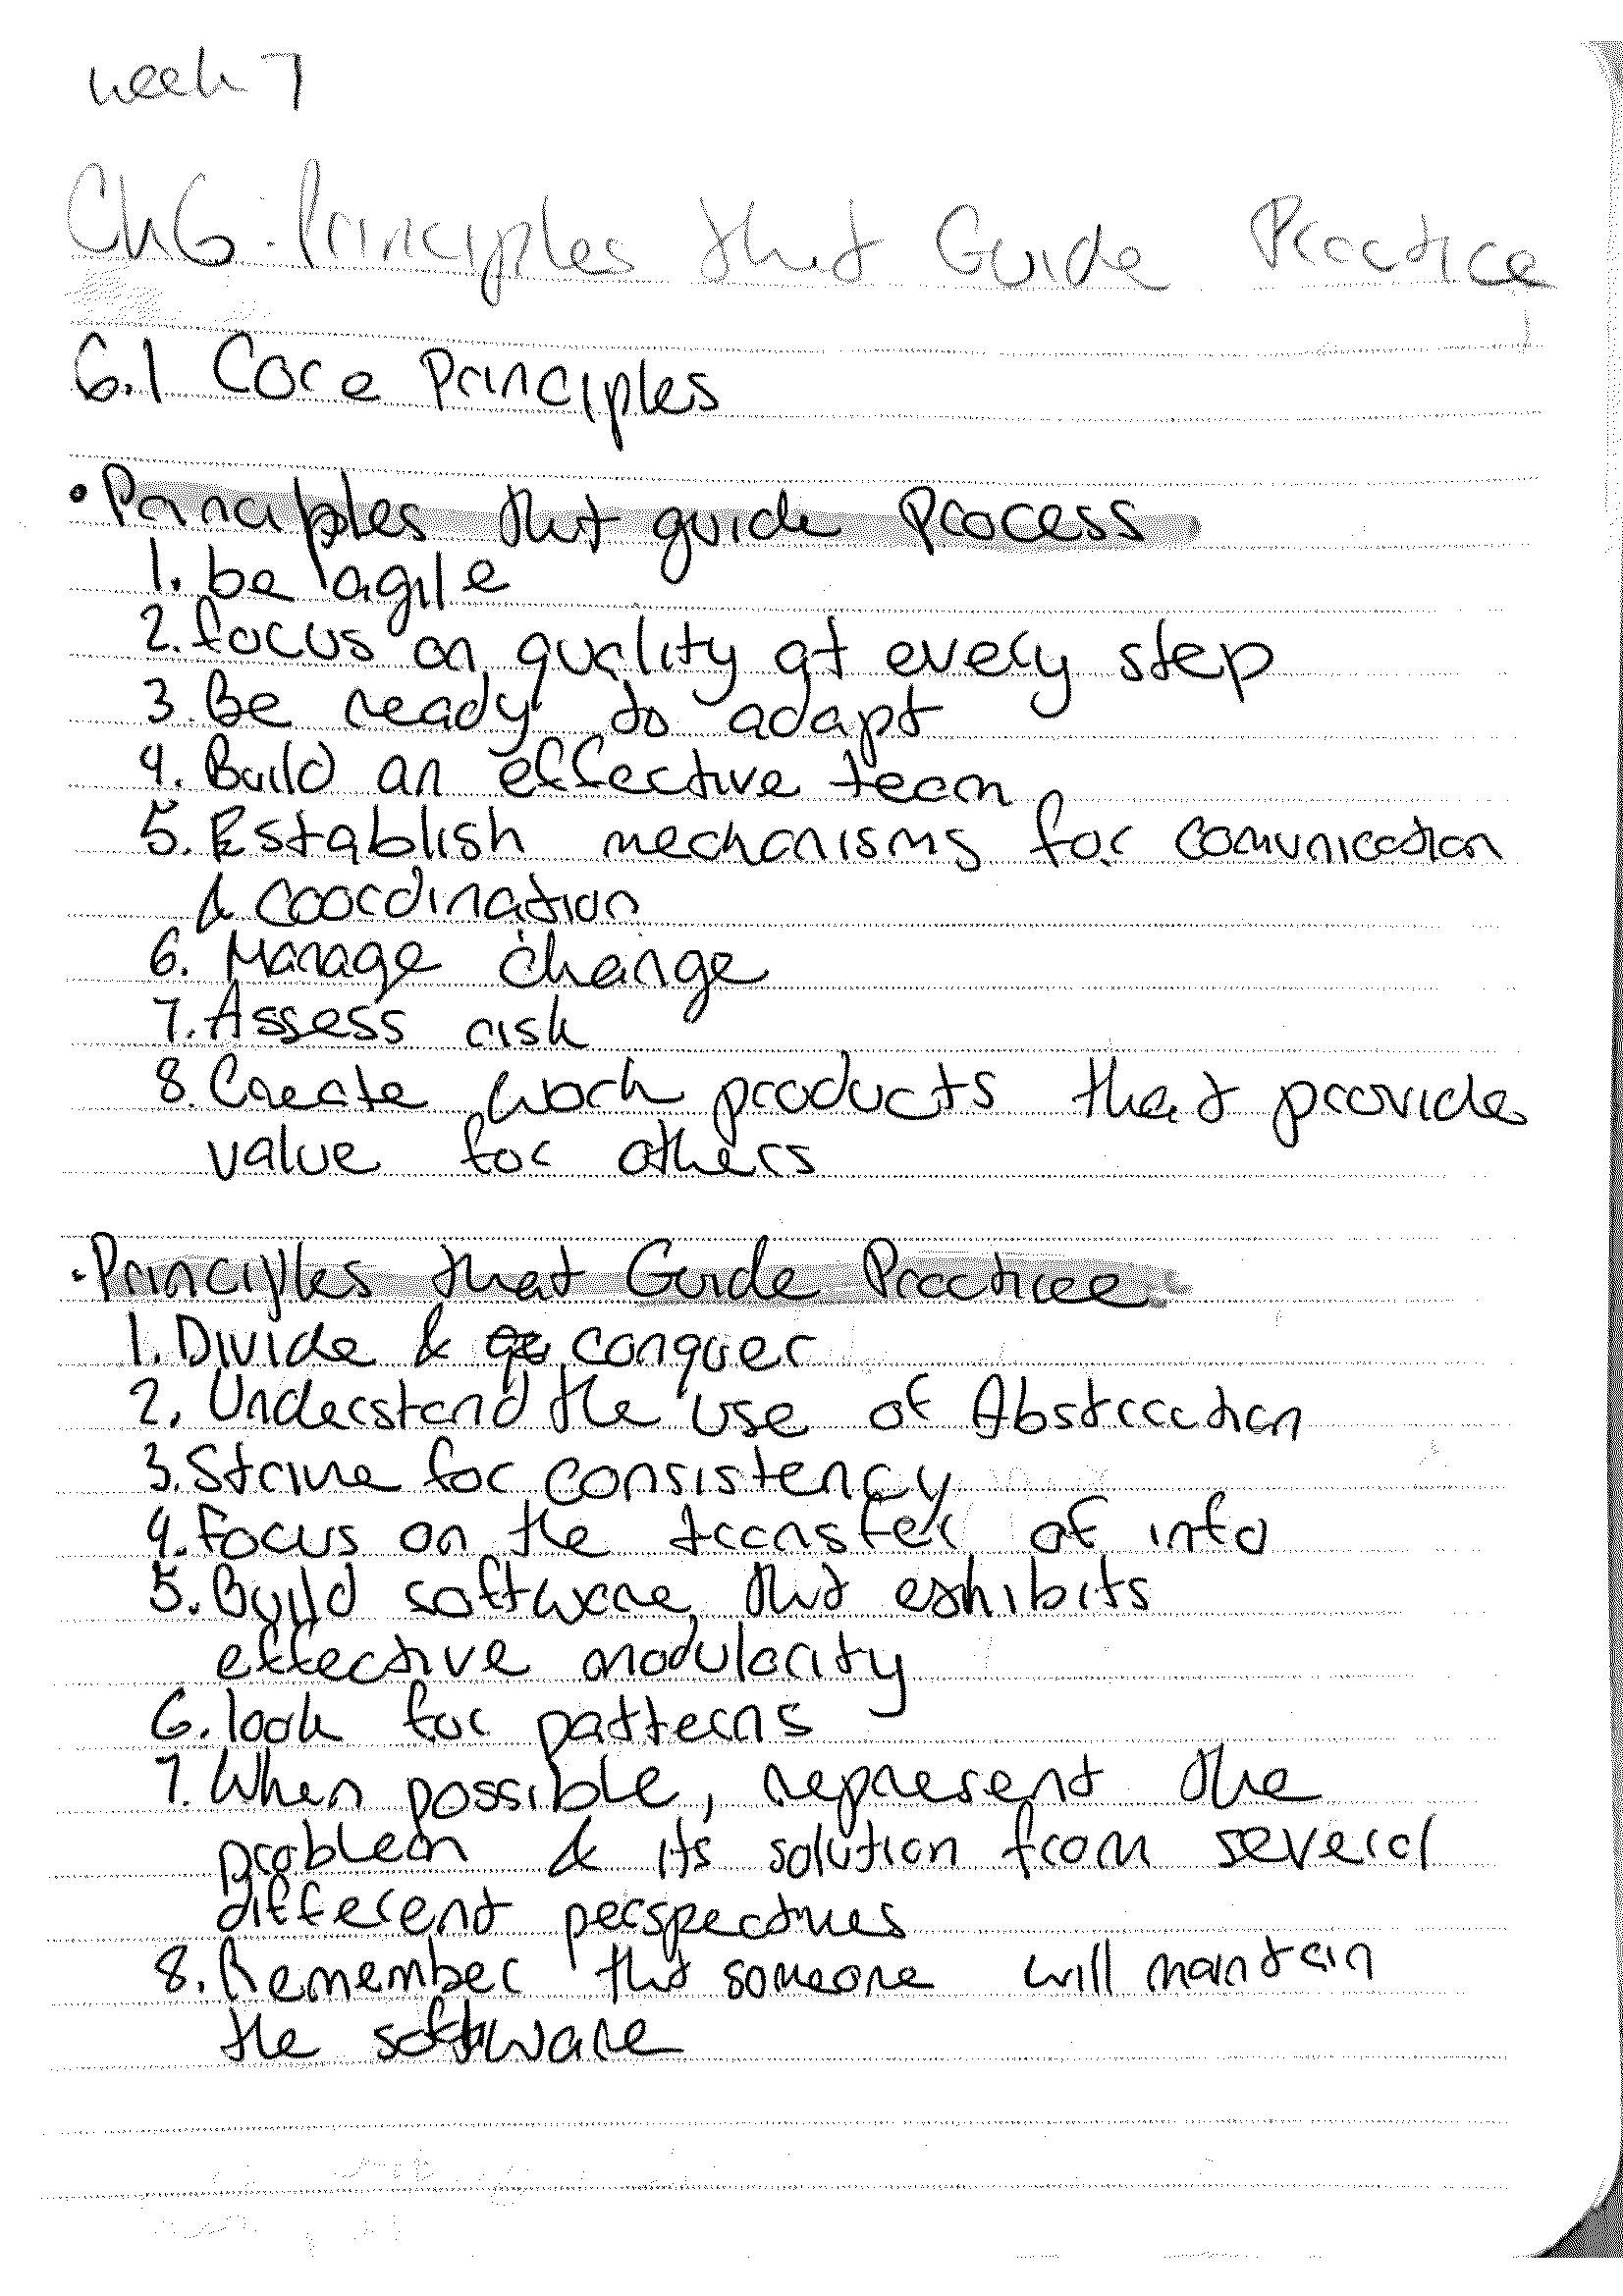 week 7
Ch6: Principles that Guide Practice
6.1 Core Principles
• Principles that guide Process
1. be agile
2. focus on quality at every step
3. Be ready to adapt
4. Build an effective team
5. Establish mechanisms for comunication
& coordination
6. Manage change
7. Assess risk
8. Create work products that provide
value for others
• Principles that Guide Practice
1. Divide & conquer
2. Understand the use of Abstraction
3. Strive for consistency
4. Focus on the transfer of info
5. Build software that exhibits
effective modularity
6. look for patterns
7. When possible, represent the
problem & its solution from several
different perspectives
8. Remember that someone will maintain
the software